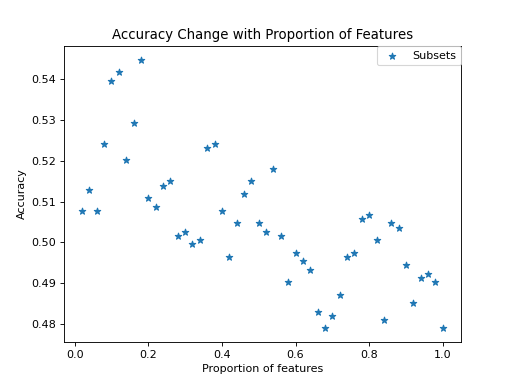 Accuracy Change with Proportion of Features
Subsets
Accuracy
0.54
0.53
0.52
0.51
0.50
0.49
0.48
0.0 0.2 0.4 0.6 0.8 1.0
Proportion of features